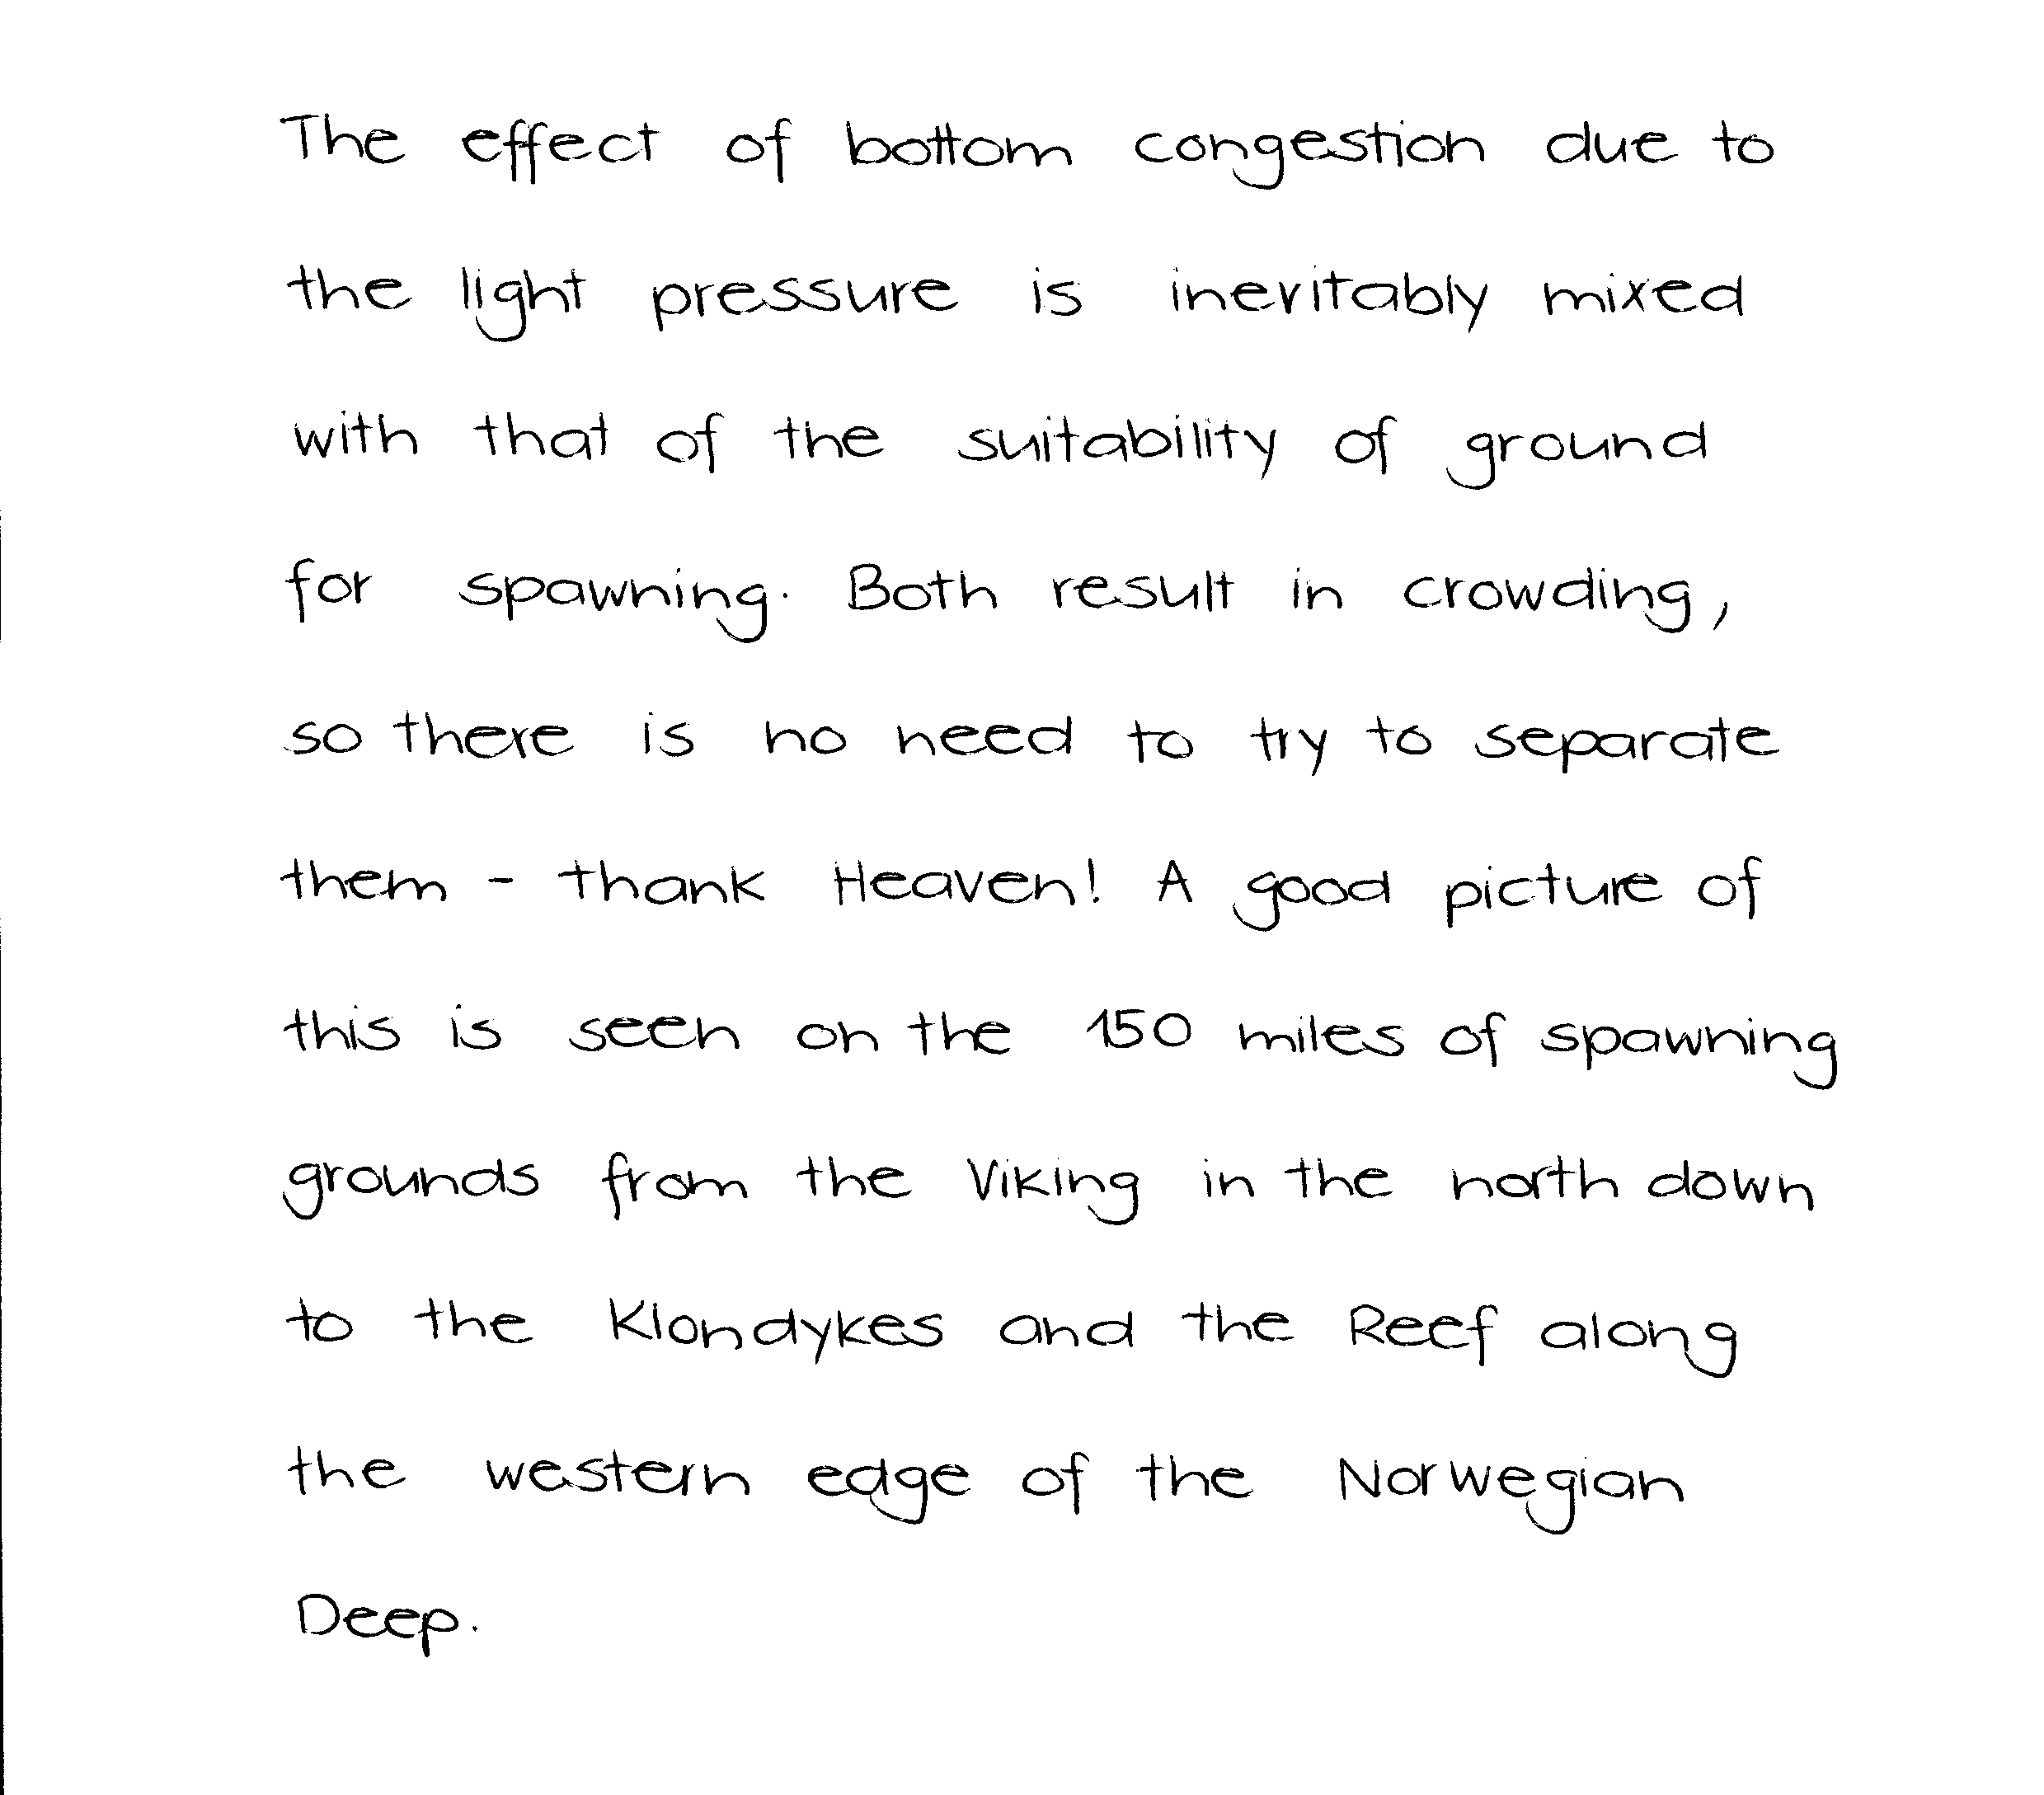 The effect of bottom congestion due to
the light pressure is inevitably mixed
with that of the suitability of ground
for spawning. Both result in crowding,
so there is no need to try to separate
them - thank Heaven! A good picture of
this is seen on the 150 miles of spawning
grounds from the Viking in the north down
to the Klondykes and the Reef along
the western edge of the Norwegian
Deep.